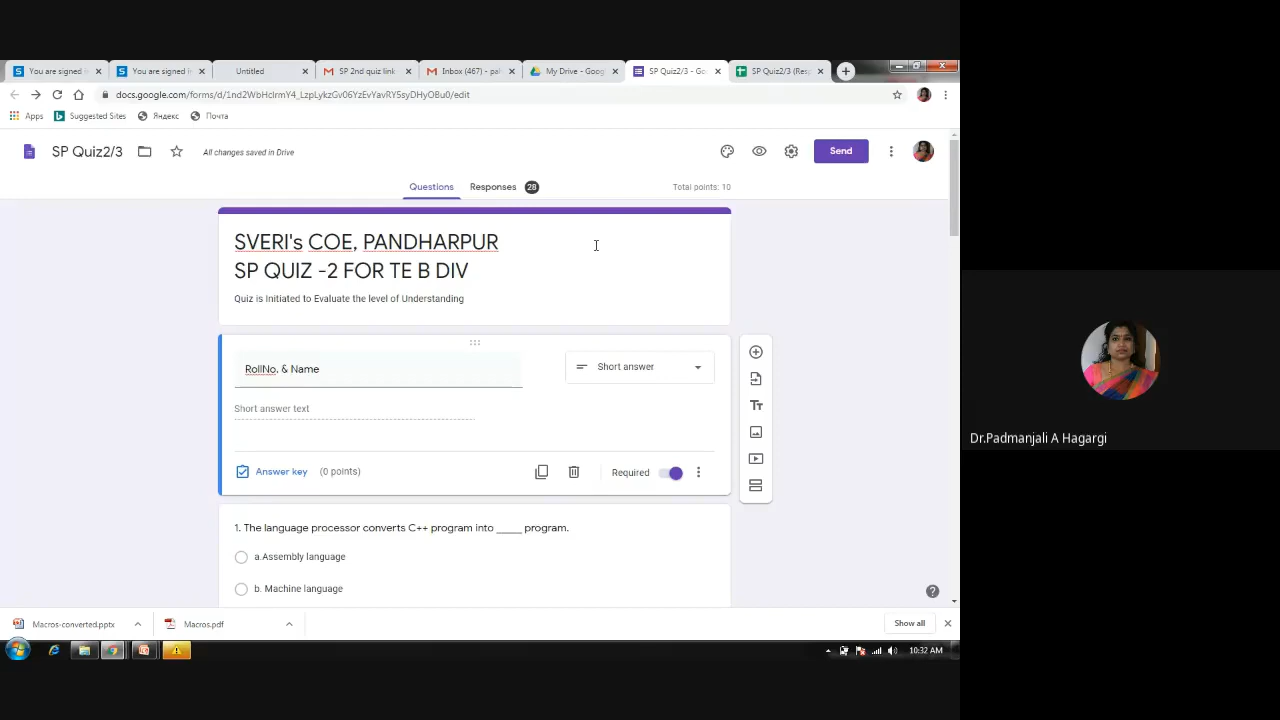 You are signed i
You are signed i
Untitled
SP 2nd quiz link
Inbox (467) - pa
My Drive - Goog
SP Quiz2/3 - Go
SP Quiz2/3 (Res
docs.google.com/forms/d/1nd2WbHcIrmY4_LzpLykzGv06YzEvYavRY5syDHyOBu0/edit
Apps
Suggested Sites
Яндекс
Почта
SP Quiz2/3
All changes saved in Drive
Send
Questions
Responses
28
Total points: 10
SVERI's COE, PANDHARPUR
SP QUIZ -2 FOR TE B DIV
Quiz is Initiated to Evaluate the level of Understanding
RollNo. & Name
Short answer
Short answer text
Answer key
(0 points)
Required
1. The language processor converts C++ program into _____ program.
a.Assembly language
b. Machine language
Dr.Padmanjali A Hagargi
Macros-converted.pptx
Macros.pdf
Show all
10:32 AM